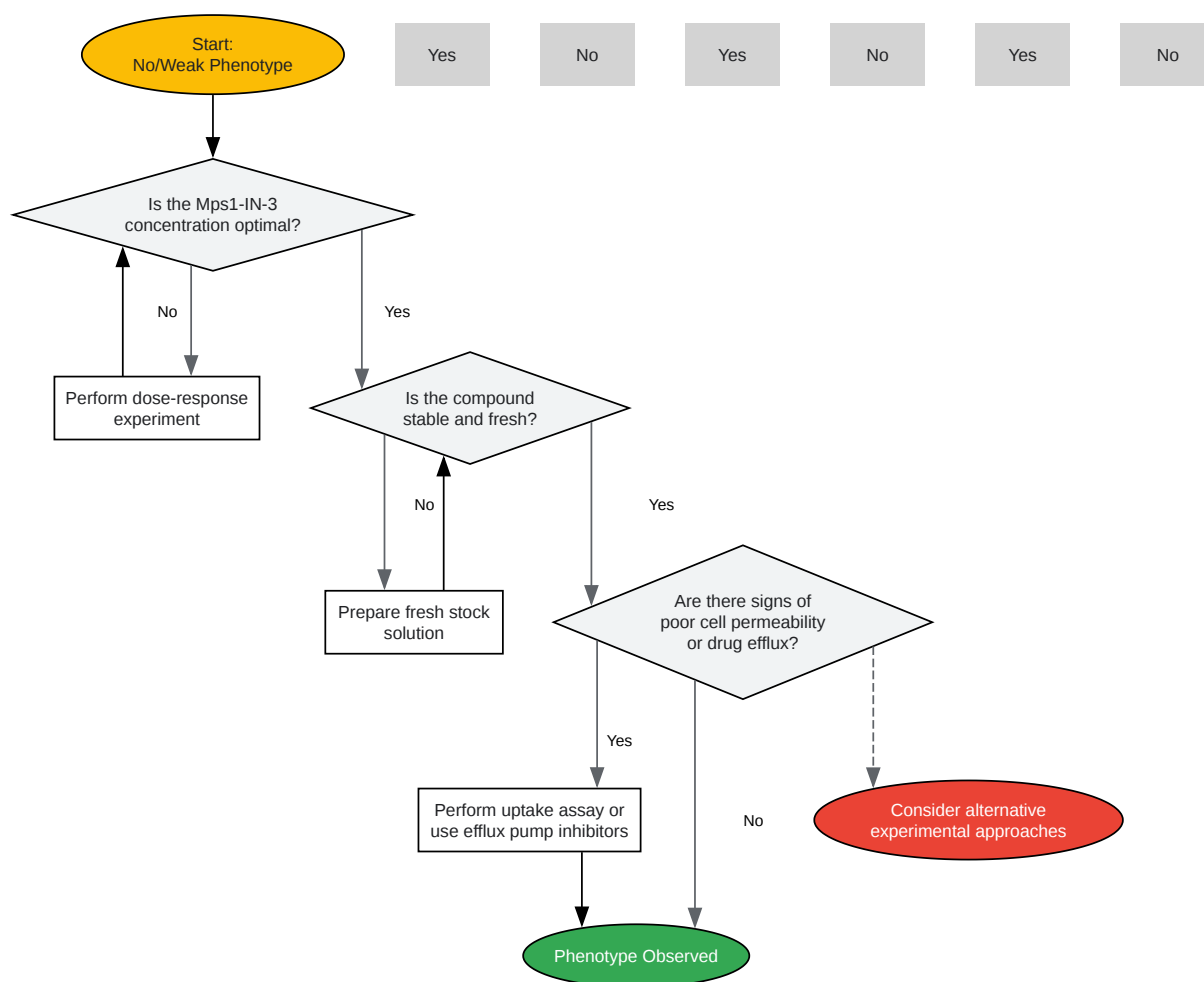 Start:
No/Weak Phenotype
Yes
No
Yes
No
Yes
No
Is the Mps1-IN-3
concentration optimal?
No
Yes
Perform dose-response
experiment
Is the compound
stable and fresh?
No
Yes
Prepare fresh stock
solution
Are there signs of
poor cell permeability
or drug efflux?
Yes
No
Perform uptake assay or
use efflux pump inhibitors
Consider alternative
experimental approaches
Phenotype Observed